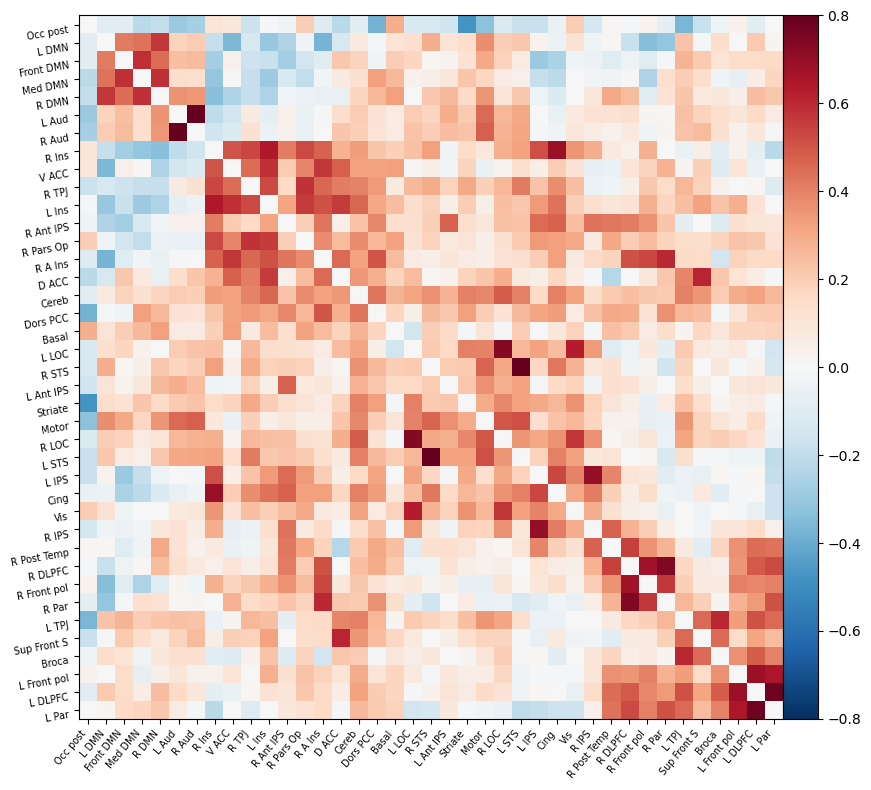 Occ post
L DMN
Front DMN
Med DMN
R DMN
L Aud
R Aud
R Ins
V ACC
R TPJ
L Ins
R Ant IPS
R Pars Op
R A Ins
D ACC
Cereb
Dors PCC
Basal
L LOC
R STS
L Ant IPS
Striate
Motor
R LOC
L STS
L IPS
Cing
Vis
R IPS
R Post Temp
R DLPFC
R Front pol
R Par
L TPJ
Sup Front S
Broca
L Front pol
L DLPFC
L Par
Occ post
L DMN
Front DMN
Med DMN
R DMN
L Aud
R Aud
R Ins
V ACC
R TPJ
L Ins
R Ant IPS
R Pars Op
R A Ins
D ACC
Cereb
Dors PCC
Basal
L LOC
R STS
L Ant IPS
Striate
Motor
R LOC
L STS
L IPS
Cing
Vis
R IPS
R Post Temp
R DLPFC
R Front pol
R Par
L TPJ
Sup Front S
Broca
L Front pol
L DLPFC
L Par
0.8
0.6
0.4
0.2
0.0
−0.2
−0.4
−0.6
−0.8